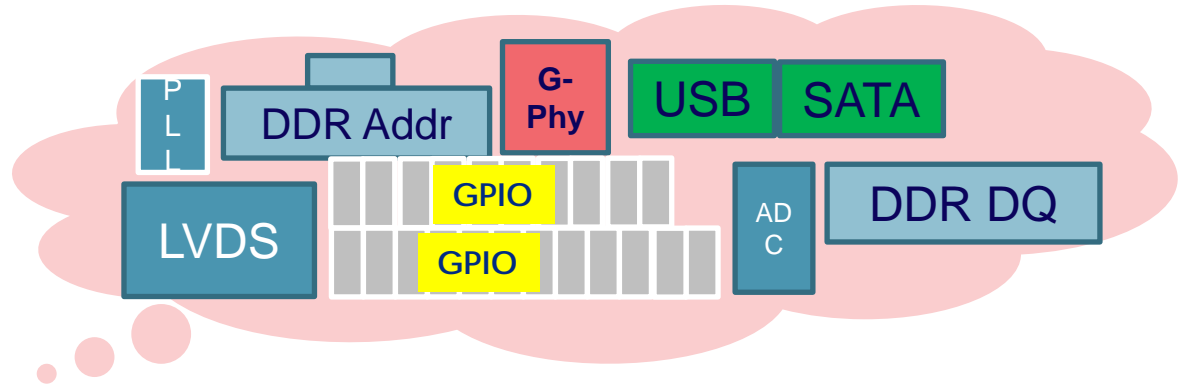 P
L
L
DDR Addr
G-
Phy
USB
SATA
LVDS
GPIO
GPIO
AD
C
DDR DQ